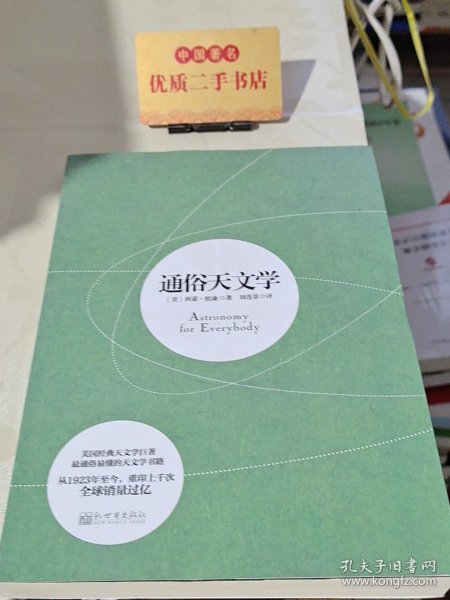 中国著名
优质二手书店
通俗天文学
[美]西蒙·纽康◎著 刘连景◎译
Astronomy
for Everybody
美国经典天文学巨著
最通俗易懂的天文学书籍
从1923年至今，重印上千次
全球销量过亿
新世界出版社
NEW WORLD PRESS
孔夫子旧书网
www.kongfz.com